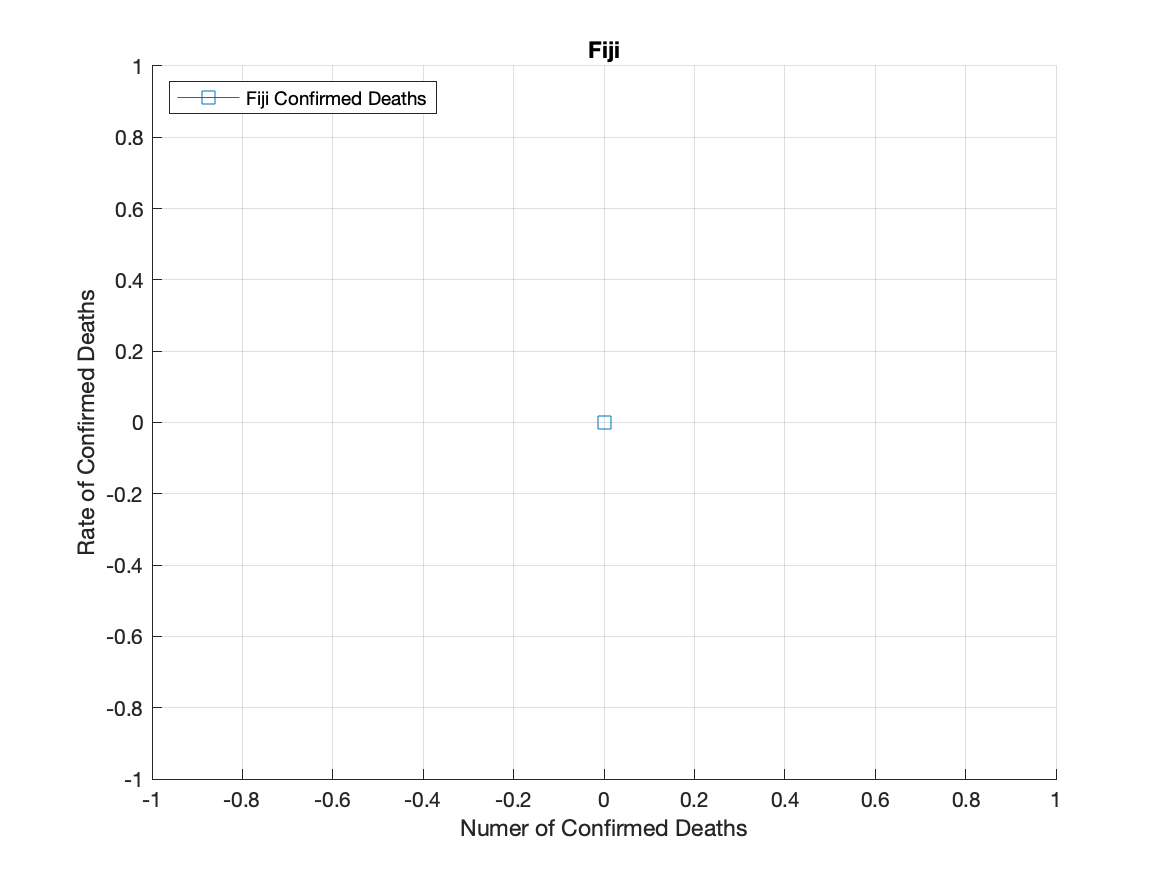 Fiji
Fiji Confirmed Deaths
1
0.8
0.6
0.4
0.2
0
-0.2
-0.4
-0.6
-0.8
-1
Rate of Confirmed Deaths
-1 -0.8 -0.6 -0.4 -0.2 0 0.2 0.4 0.6 0.8 1
Numer of Confirmed Deaths